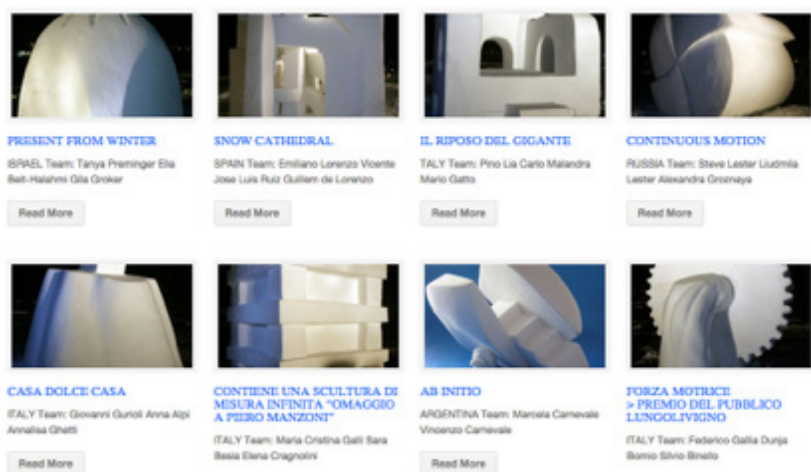 PRESENT FROM WINTER
ISRAEL Team: Tanya Preminger Ella
Beit-Halahmi Gila Groker
Read More
SNOW CATHEDRAL
SPAIN Team: Emiliano Lorenzo Vicente
Jose Luis Ruiz Guillem de Lorenzo
Read More
IL RIPOSO DEL GIGANTE
TALY Team: Pino Lia Carlo Malandra
Mario Gatto
Read More
CONTINUOUS MOTION
RUSSIA Team: Steve Lester Liudmila
Lester Alexandra Groznaya
Read More
CASA DOLCE CASA
ITALY Team: Giovanni Gurioli Anna Alpi
Annalisa Ghetti
Read More
CONTIENE UNA SCULTURA DI
MISURA INFINITA "OMAGGIO
A PIERO MANZONI"
ITALY Team: Maria Cristina Galli Sara
Besia Elena Cragnolini
AB INITIO
ARGENTINA Team: Marcela Carnevale
Vincenzo Carnevale
Read More
FORZA MOTRICE
> PREMIO DEL PUBBLICO
LUNGOLIVIGNO
ITALY Team: Federico Gallia Dunja
Bomio Silvio Binello